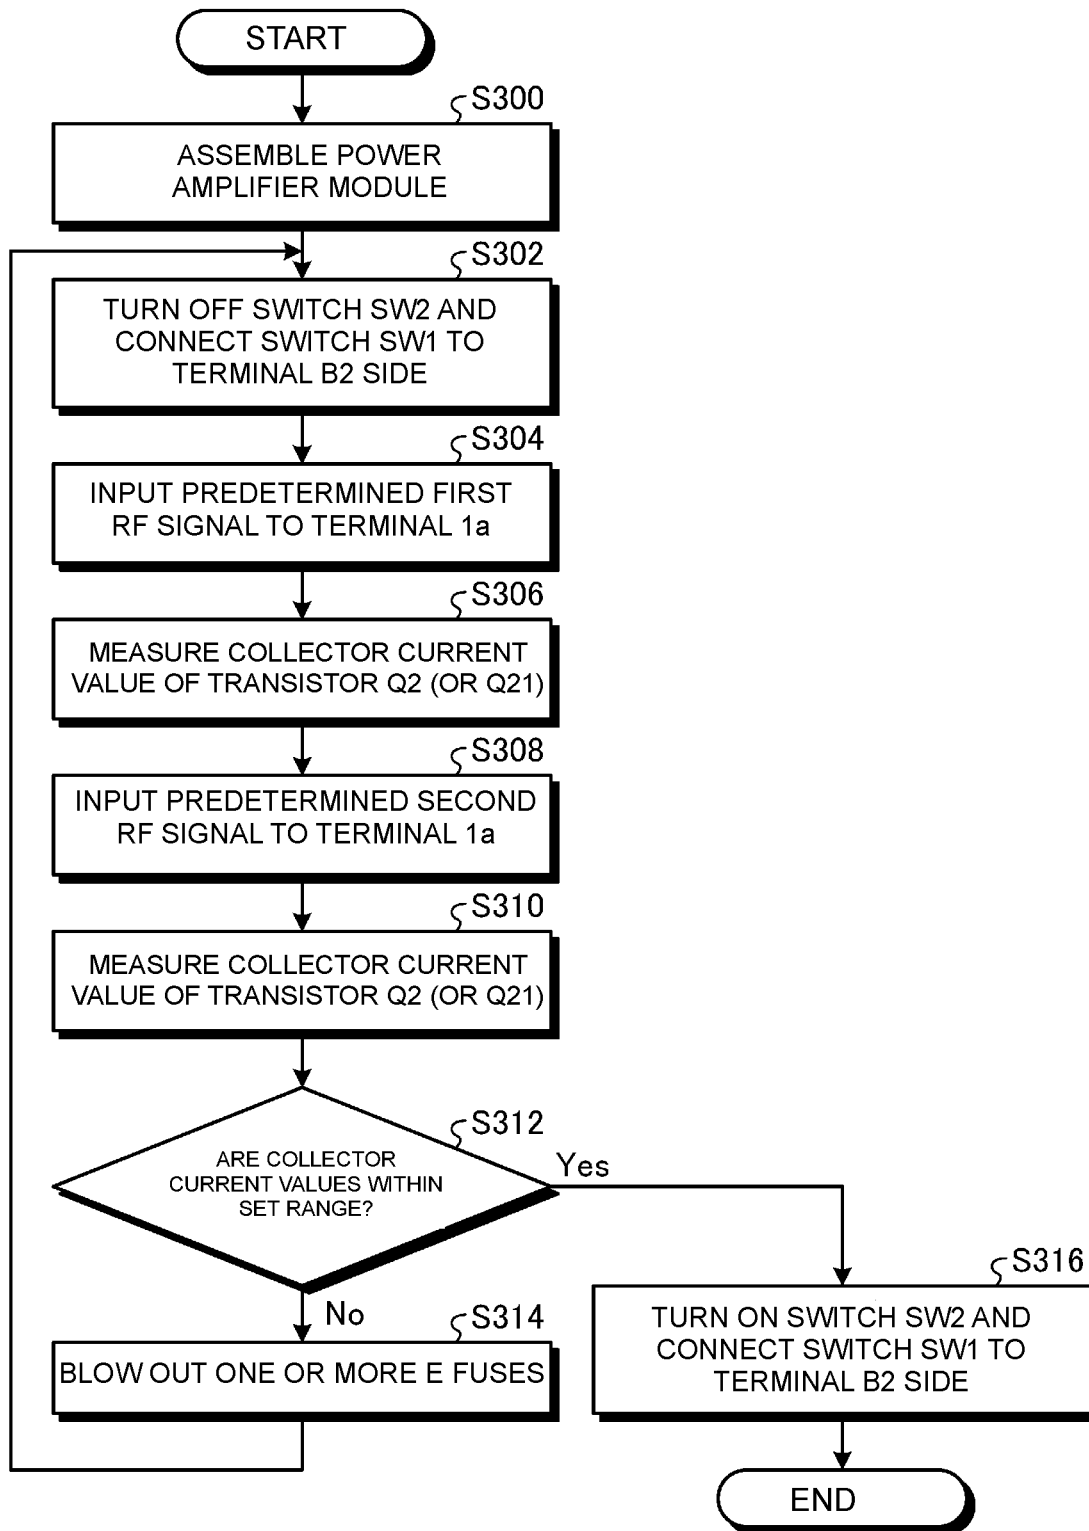 START
S300
ASSEMBLE POWER
AMPLIFIER MODULE
S302
TURN OFF SWITCH SW2 AND
CONNECT SWITCH SW1 TO
TERMINAL B2 SIDE
S304
INPUT PREDETERMINED FIRST
RF SIGNAL TO TERMINAL 1a
S306
MEASURE COLLECTOR CURRENT
VALUE OF TRANSISTOR Q2 (OR Q21)
S308
INPUT PREDETERMINED SECOND
RF SIGNAL TO TERMINAL 1a
S310
MEASURE COLLECTOR CURRENT
VALUE OF TRANSISTOR Q2 (OR Q21)
S312
ARE COLLECTOR
CURRENT VALUES WITHIN
SET RANGE?
Yes
No
S314
BLOW OUT ONE OR MORE E FUSES
S316
TURN ON SWITCH SW2 AND
CONNECT SWITCH SW1 TO
TERMINAL B2 SIDE
END